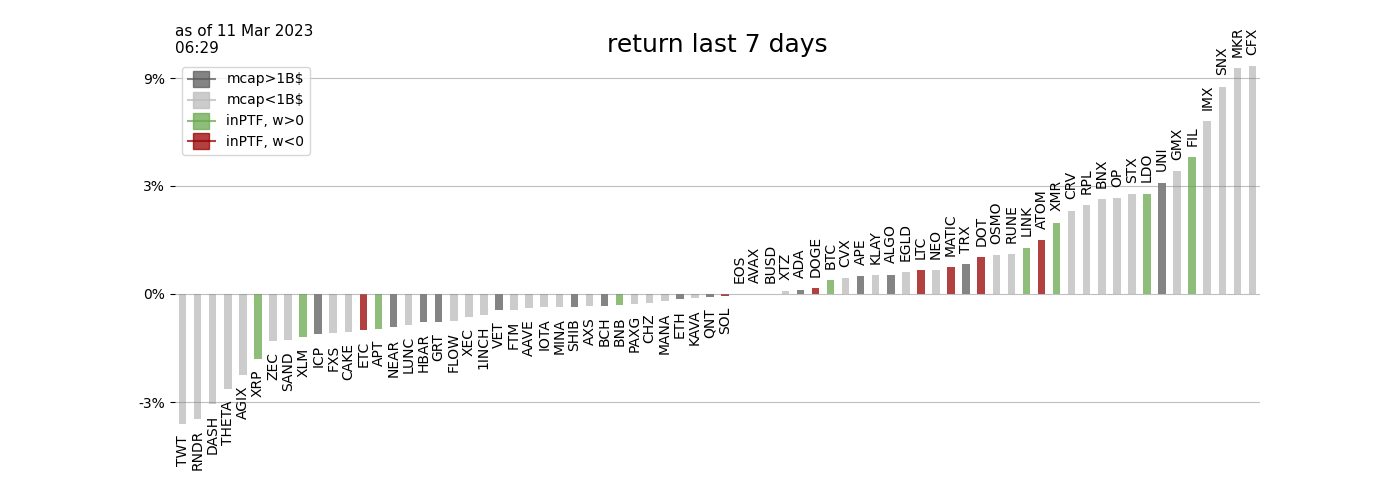 as of 11 Mar 2023
06:29
return last 7 days
mcap>1B$
mcap<1B$
inPTF, w>0
inPTF, w<0
9%
3%
0%
-3%
TWT
RNDR
DASH
THETA
AGIX
XRP
ZEC
SAND
XLM
ICP
FXS
CAKE
ETC
APT
NEAR
LUNC
HBAR
GRT
FLOW
XEC
1INCH
VET
FTM
AAVE
IOTA
MINA
SHIB
AXS
BCH
BNB
PAXG
CHZ
MANA
ETH
KAVA
QNT
SOL
EOS
AVAX
BUSD
XTZ
ADA
DOGE
BTC
CVX
APE
KLAY
ALGO
EGLD
LTC
NEO
MATIC
TRX
DOT
OSMO
RUNE
LINK
ATOM
XMR
CRV
RPL
BNX
OP
STX
LDO
UNI
GMX
FIL
IMX
SNX
MKR
CFX